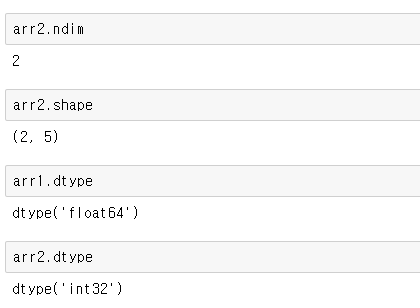 arr2.ndim
2
arr2.shape
(2, 5)
arr1.dtype
dtype('float64')
arr2.dtype
dtype('int32')